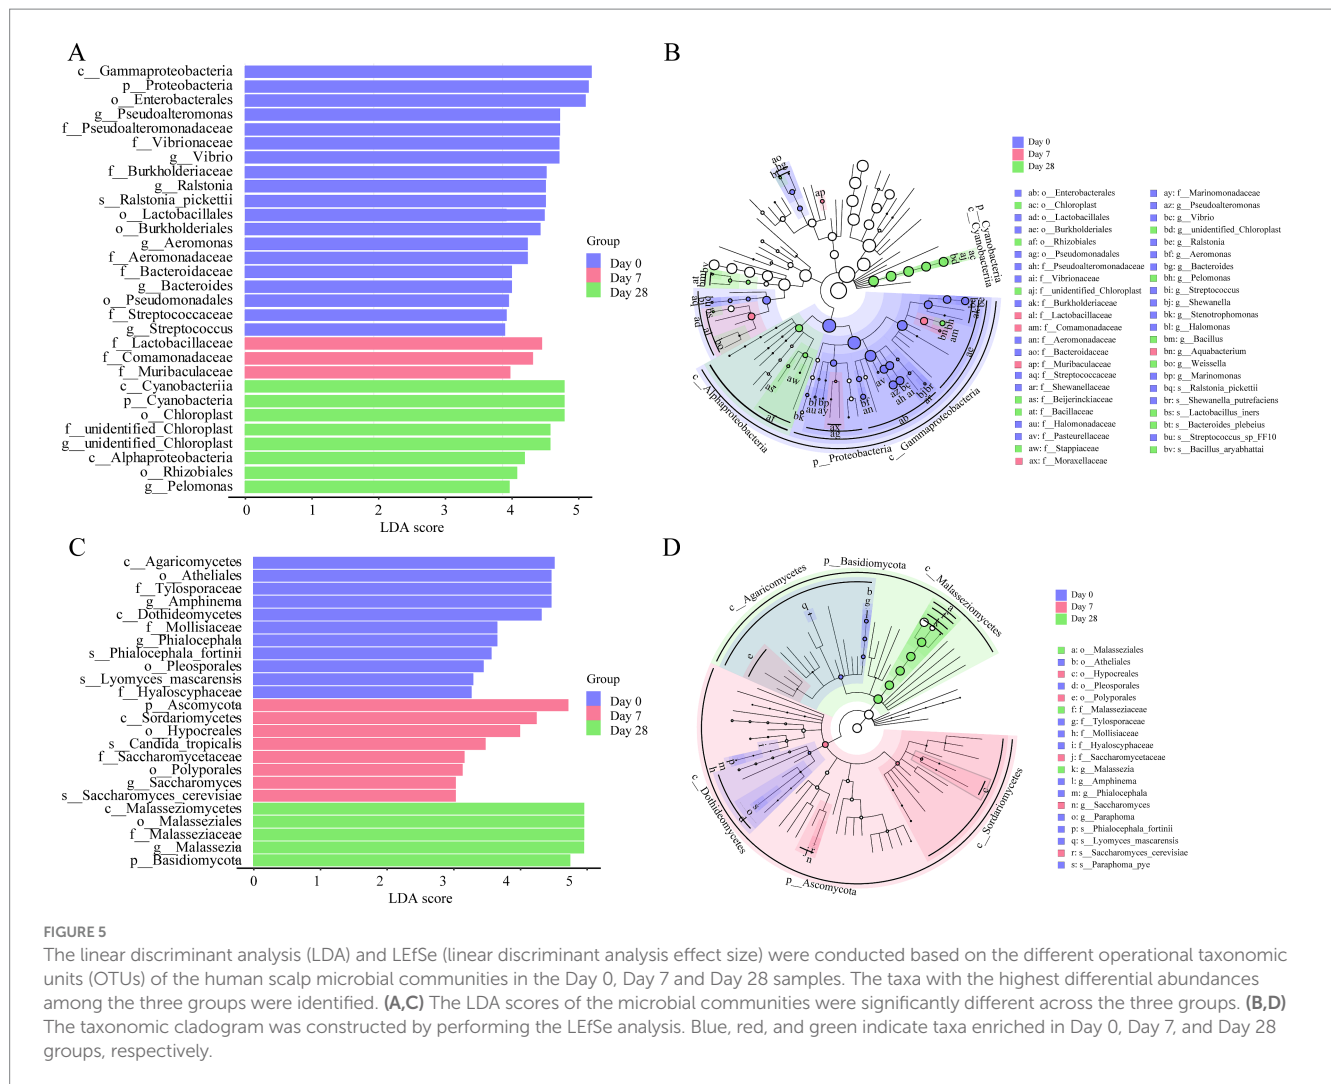 A
c__Gammaproteobacteria
p__Proteobacteria
o__Enterobacterales
g__Pseudoalteromonas
f__Pseudoalteromonadaceae
f__Vibrionaceae
g__Vibrio
f__Burkholderiaceae
g__Ralstonia
s__Ralstonia_pickettii
o__Lactobacillales
o__Burkholderiales
g__Aeromonas
f__Aeromonadaceae
f__Bacteroidaceae
g__Bacteroides
o__Pseudomonadales
f__Streptococcaceae
g__Streptococcus
f__Lactobacillaceae
f__Comamonadaceae
f__Muribaculaceae
c__Cyanobacteriia
p__Cyanobacteria
o__Chloroplast
f__unidentified_Chloroplast
g__unidentified_Chloroplast
c__Alphaproteobacteria
o__Rhizobiales
g__Pelomonas
0 1 2 3 4 5
LDA score
Group
Day 0
Day 7
Day 28
B
p__Cyanobacteria
c__Cyanobacteriia
c__Alphaproteobacteria
p__Proteobacteria
c__Gammaproteobacteria
Day 0
Day 7
Day 28
ab: o__Enterobacterales
ac: o__Chloroplast
ad: o__Lactobacillales
ae: o__Burkholderiales
af: o__Rhizobiales
ag: o__Pseudomonadales
ah: f__Pseudoalteromonadaceae
ai: f__Vibrionaceae
aj: f__unidentified_Chloroplast
ak: f__Burkholderiaceae
al: f__Lactobacillaceae
am: f__Comamonadaceae
an: f__Aeromonadaceae
ao: f__Bacteroidaceae
ap: f__Muribaculaceae
aq: f__Streptococcaceae
ar: f__Shewanellaceae
as: f__Beijerinckiaceae
at: f__Bacillaceae
au: f__Halomonadaceae
av: f__Pasteurellaceae
aw: f__Stappiaceae
ax: f__Moraxellaceae
ay: f__Marinomonadaceae
az: g__Pseudoalteromonas
bc: g__Vibrio
bd: g__unidentified_Chloroplast
be: g__Ralstonia
bf: g__Aeromonas
bg: g__Bacteroides
bh: g__Pelomonas
bi: g__Streptococcus
bj: g__Shewanella
bk: g__Stenotrophomonas
bl: g__Halomonas
bm: g__Bacillus
bn: g__Aquabacterium
bo: g__Weissella
bp: g__Marinomonas
bq: s__Ralstonia_pickettii
br: s__Shewanella_putrefaciens
bs: s__Lactobacillus_iners
bt: s__Bacteroides_plebeius
bu: s__Streptococcus_sp_FF10
bv: s__Bacillus_aryabhattai
C
c__Agaricomycetes
o__Atheliales
f__Tylosporaceae
g__Amphinema
c__Dothideomycetes
f__Mollisiaceae
g__Phialocephala
s__Phialocephala_fortinii
o__Pleosporales
s__Lyomyces_mascarensis
f__Hyaloscyphaceae
p__Ascomycota
c__Sordariomycetes
o__Hypocreales
s__Candida_tropicalis
f__Saccharomycetaceae
o__Polyporales
g__Saccharomyces
s__Saccharomyces_cerevisiae
c__Malasseziomycetes
o__Malasseziales
f__Malasseziaceae
g__Malassezia
p__Basidiomycota
0 1 2 3 4 5
LDA score
Group
Day 0
Day 7
Day 28
D
p__Basidiomycota
c__Agaricomycetes
c__Malasseziomycetes
c__Dothideomycetes
c__Sordariomycetes
p__Ascomycota
Day 0
Day 7
Day 28
a: o__Malasseziales
b: o__Atheliales
c: o__Hypocreales
d: o__Pleosporales
e: o__Polyporales
f: f__Malasseziaceae
g: f__Tylosporaceae
h: f__Mollisiaceae
i: f__Hyaloscyphaceae
j: f__Saccharomycetaceae
k: g__Malassezia
l: g__Amphinema
m: g__Phialocephala
n: g__Saccharomyces
o: g__Paraphoma
p: s__Phialocephala_fortinii
q: s__Lyomyces_mascarensis
r: s__Saccharomyces_cerevisiae
s: s__Paraphoma_pye
FIGURE 5
The linear discriminant analysis (LDA) and LEfSe (linear discriminant analysis effect size) were conducted based on the different operational taxonomic
units (OTUs) of the human scalp microbial communities in the Day 0, Day 7 and Day 28 samples. The taxa with the highest differential abundances
among the three groups were identified. (A,C) The LDA scores of the microbial communities were significantly different across the three groups. (B,D)
The taxonomic cladogram was constructed by performing the LEfSe analysis. Blue, red, and green indicate taxa enriched in Day 0, Day 7, and Day 28
groups, respectively.